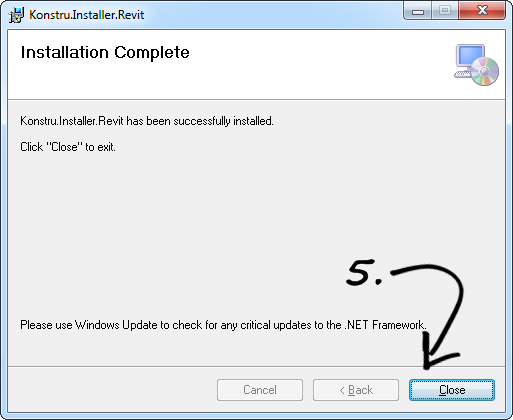 Konstru.Installer.Revit
Installation Complete
Konstru.Installer.Revit has been successfully installed.
Click "Close" to exit.
5.
Please use Windows Update to check for any critical updates to the .NET Framework.
Cancel
< Back
Close